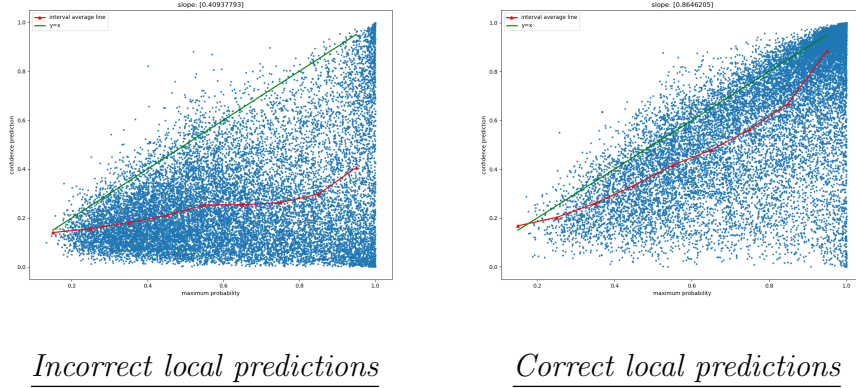 slope: [0.40937793]
interval average line
y=x
confidence prediction
1.0
0.8
0.6
0.4
0.2
0.0
0.2 0.4 0.6 0.8 1.0
maximum probability
Incorrect local predictions
slope: [0.8646205]
interval average line
y=x
confidence prediction
1.0
0.8
0.6
0.4
0.2
0.0
0.2 0.4 0.6 0.8 1.0
maximum probability
Correct local predictions